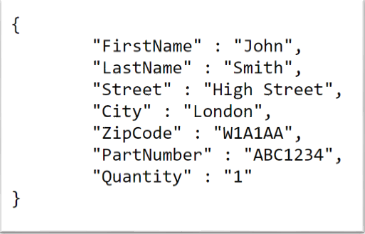 {
"FirstName" : "John",
"LastName" : "Smith",
"Street" : "High Street",
"City" : "London",
"ZipCode" : "W1A1AA",
"PartNumber" : "ABC1234",
"Quantity" : "1"
}